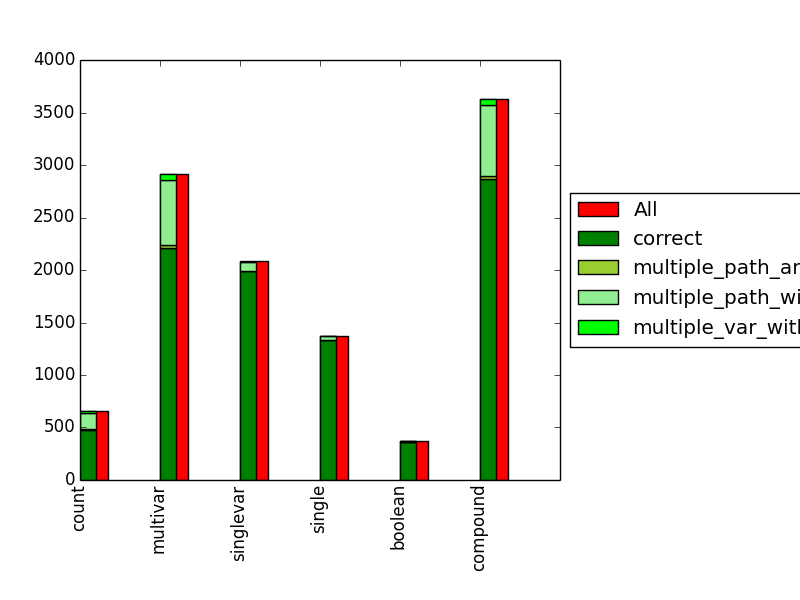 4000
3500
3000
2500
2000
1500
1000
500
0
count
multivar
singlevar
single
boolean
compound
All
correct
multiple_path_ar
multiple_path_wi
multiple_var_with